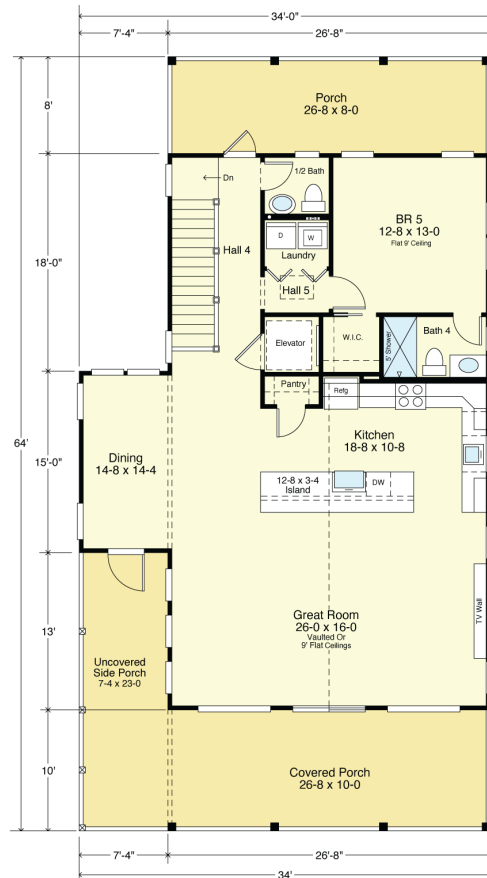 34'-0"
7'-4"
26'-8"
8'
Porch
26-8 x 8-0
1/2 Bath
Dn
D
W
Laundry
BR 5
12-8 x 13-0
Flat 9' Ceiling
Hall 4
18'-0"
Hall 5
Elevator
W.I.C.
5' Shower
Bath 4
Pantry
Refg
64'
Kitchen
18-8 x 10-8
Dining
14-8 x 14-4
15'-0"
12-8 x 3-4
Island
DW
TV Wall
Great Room
26-0 x 16-0
Vaulted Or
9' Flat Ceilings
13'
Uncovered
Side Porch
7-4 x 23-0
10'
Covered Porch
26-8 x 10-0
7'-4"
26'-8"
34'